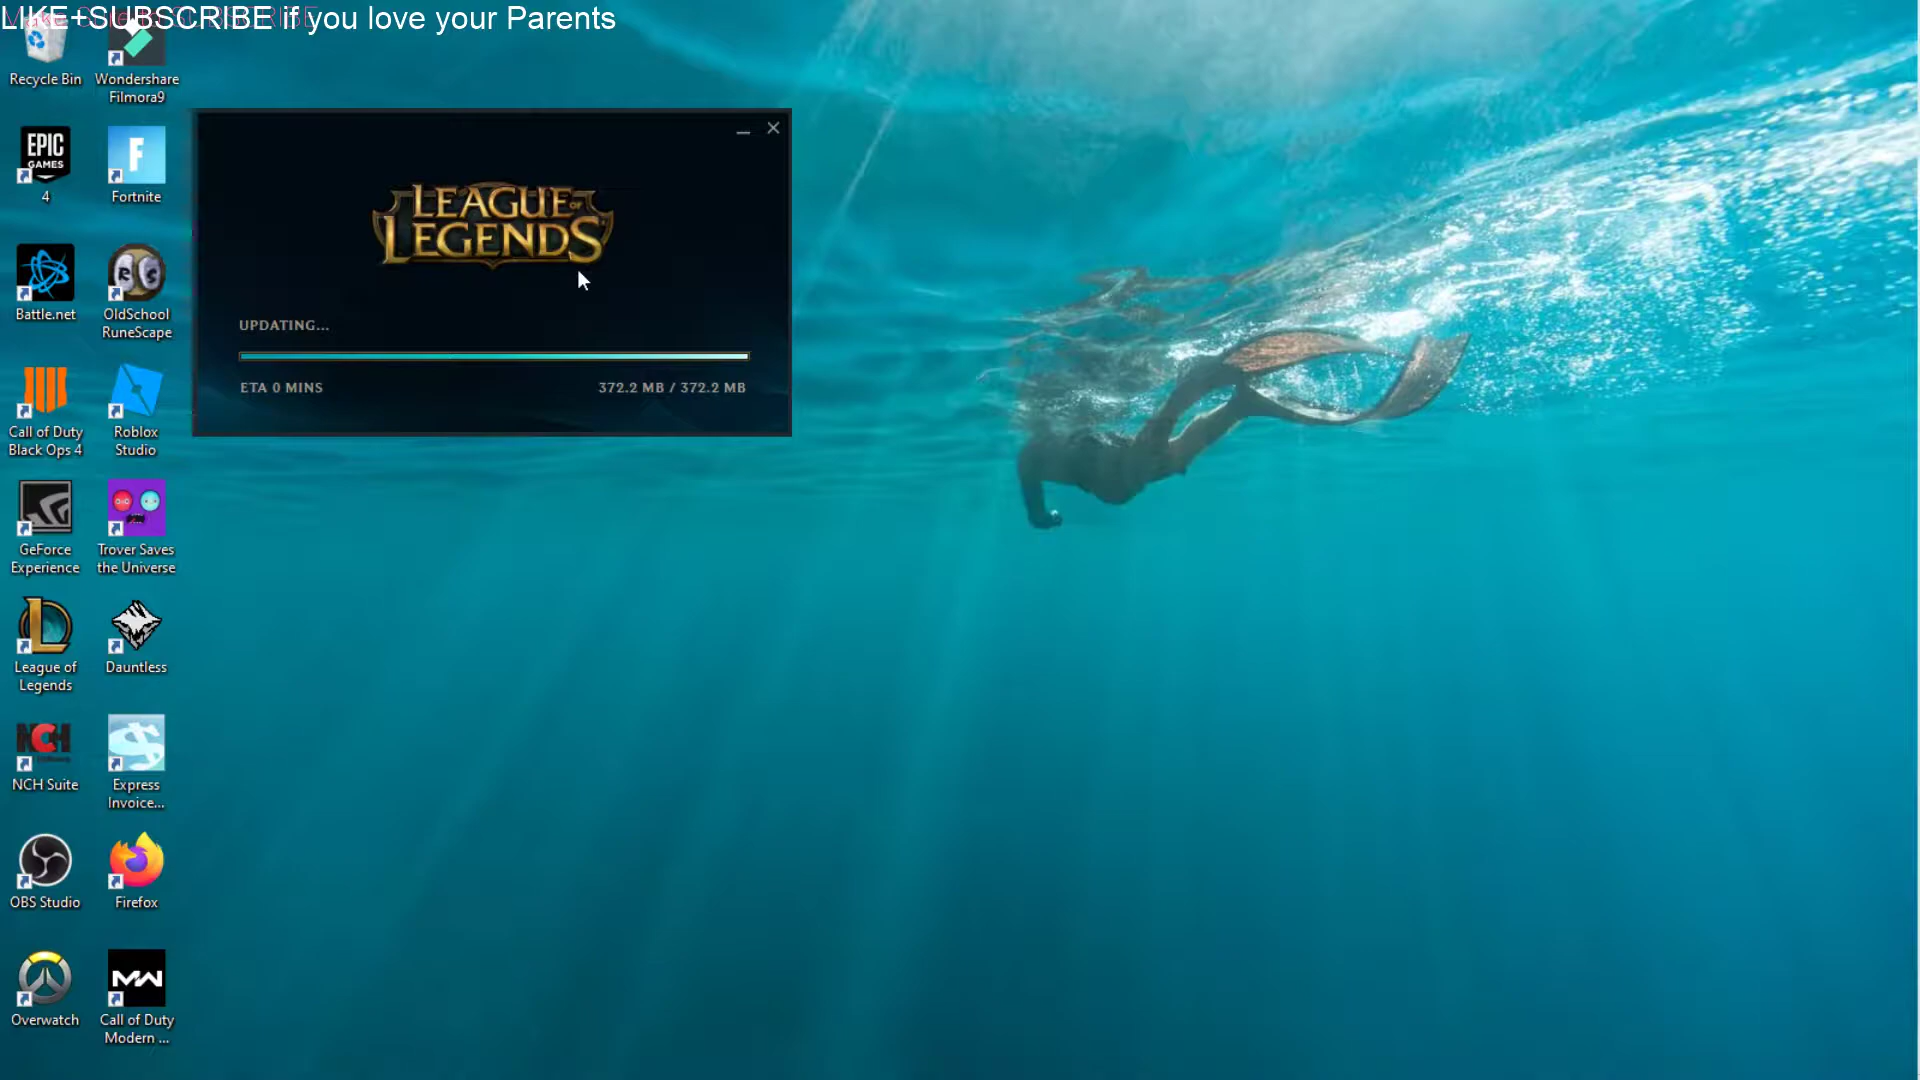 LIKE+SUBSCRIBE if you love your Parents
Recycle Bin
Wondershare
Filmora9
EPIC
GAMES
4
F
Fortnite
Battle.net
OldSchool
RuneScape
Call of Duty
Black Ops 4
Roblox
Studio
GeForce
Experience
Trover Saves
the Universe
League of
Legends
Dauntless
NCH
NCH Suite
Express
Invoice...
OBS Studio
Firefox
Overwatch
MW
Call of Duty
Modern ...
LEAGUE OF
LEGENDS
UPDATING...
ETA 0 MINS
372.2 MB / 372.2 MB